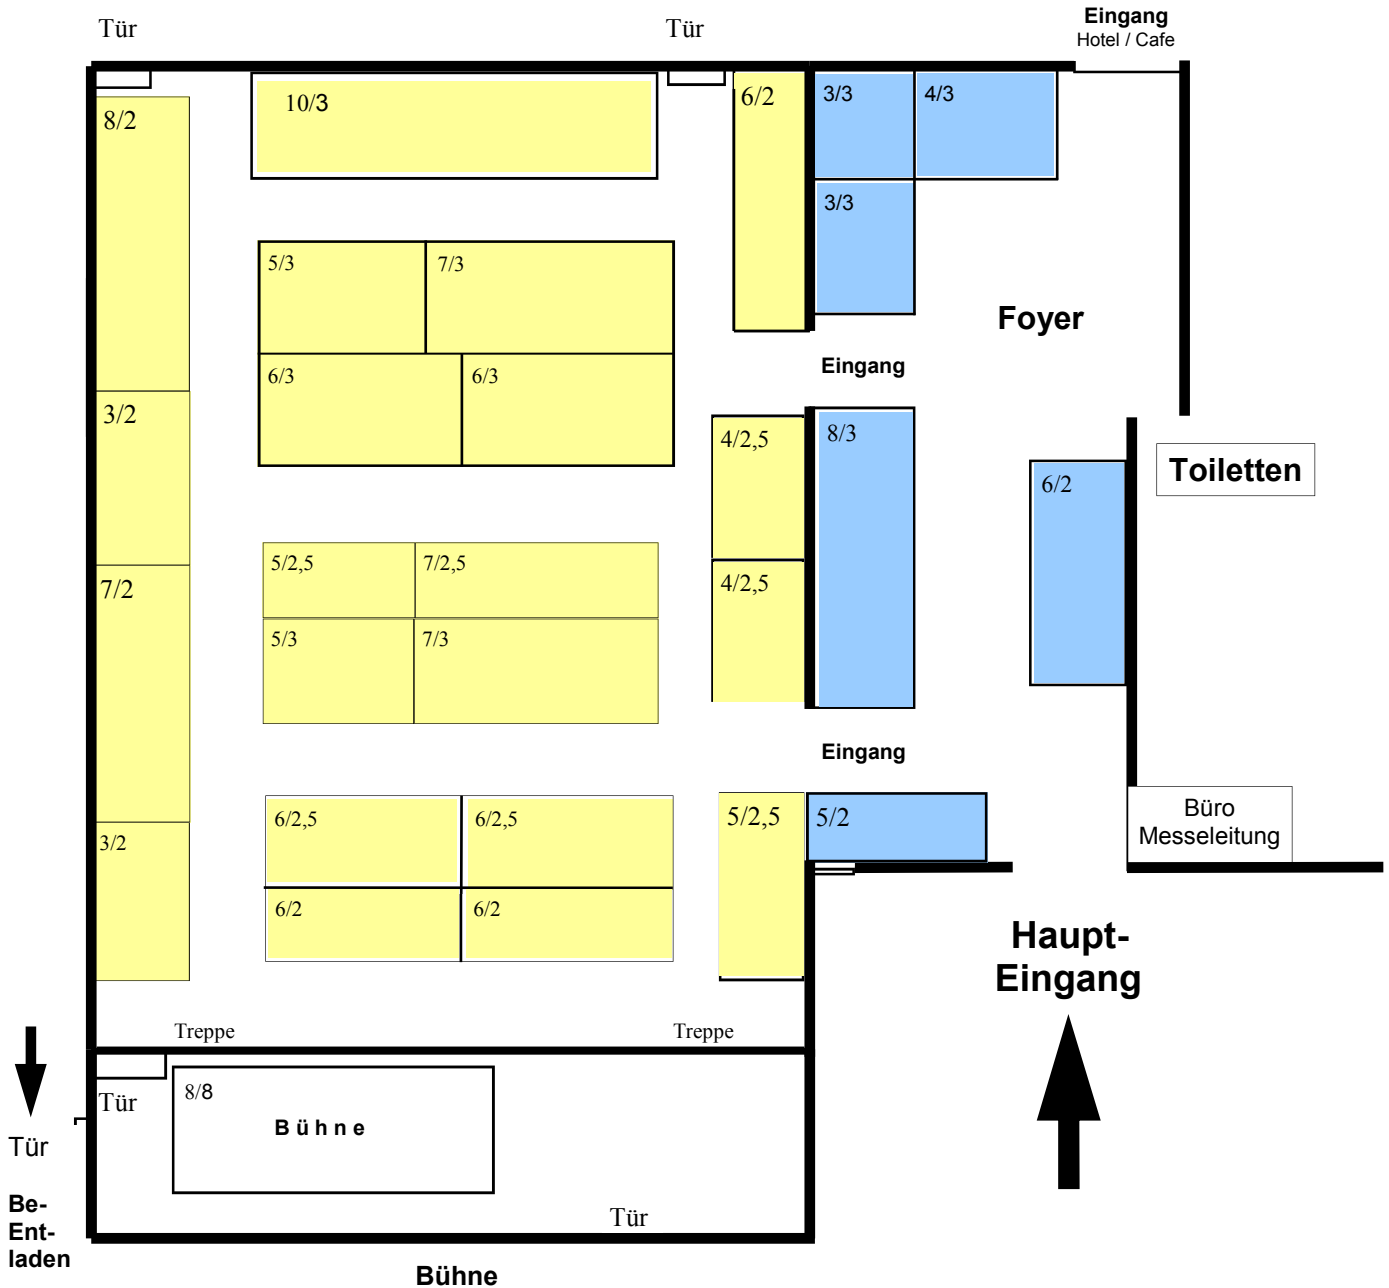 Tür
Tür
Eingang
Hotel / Cafe
8/2
10/3
6/2
3/3
4/3
3/3
5/3
7/3
Foyer
Eingang
6/3
6/3
3/2
4/2,5
8/3
Toiletten
6/2
5/2,5
7/2,5
4/2,5
7/2
5/3
7/3
Eingang
6/2,5
6/2,5
5/2,5
5/2
Büro
Messeleitung
3/2
6/2
6/2
Haupt-
Eingang
Treppe
Treppe
8/8
Tür
Bühne
Tür
Be-
Ent-
laden
Tür
Bühne